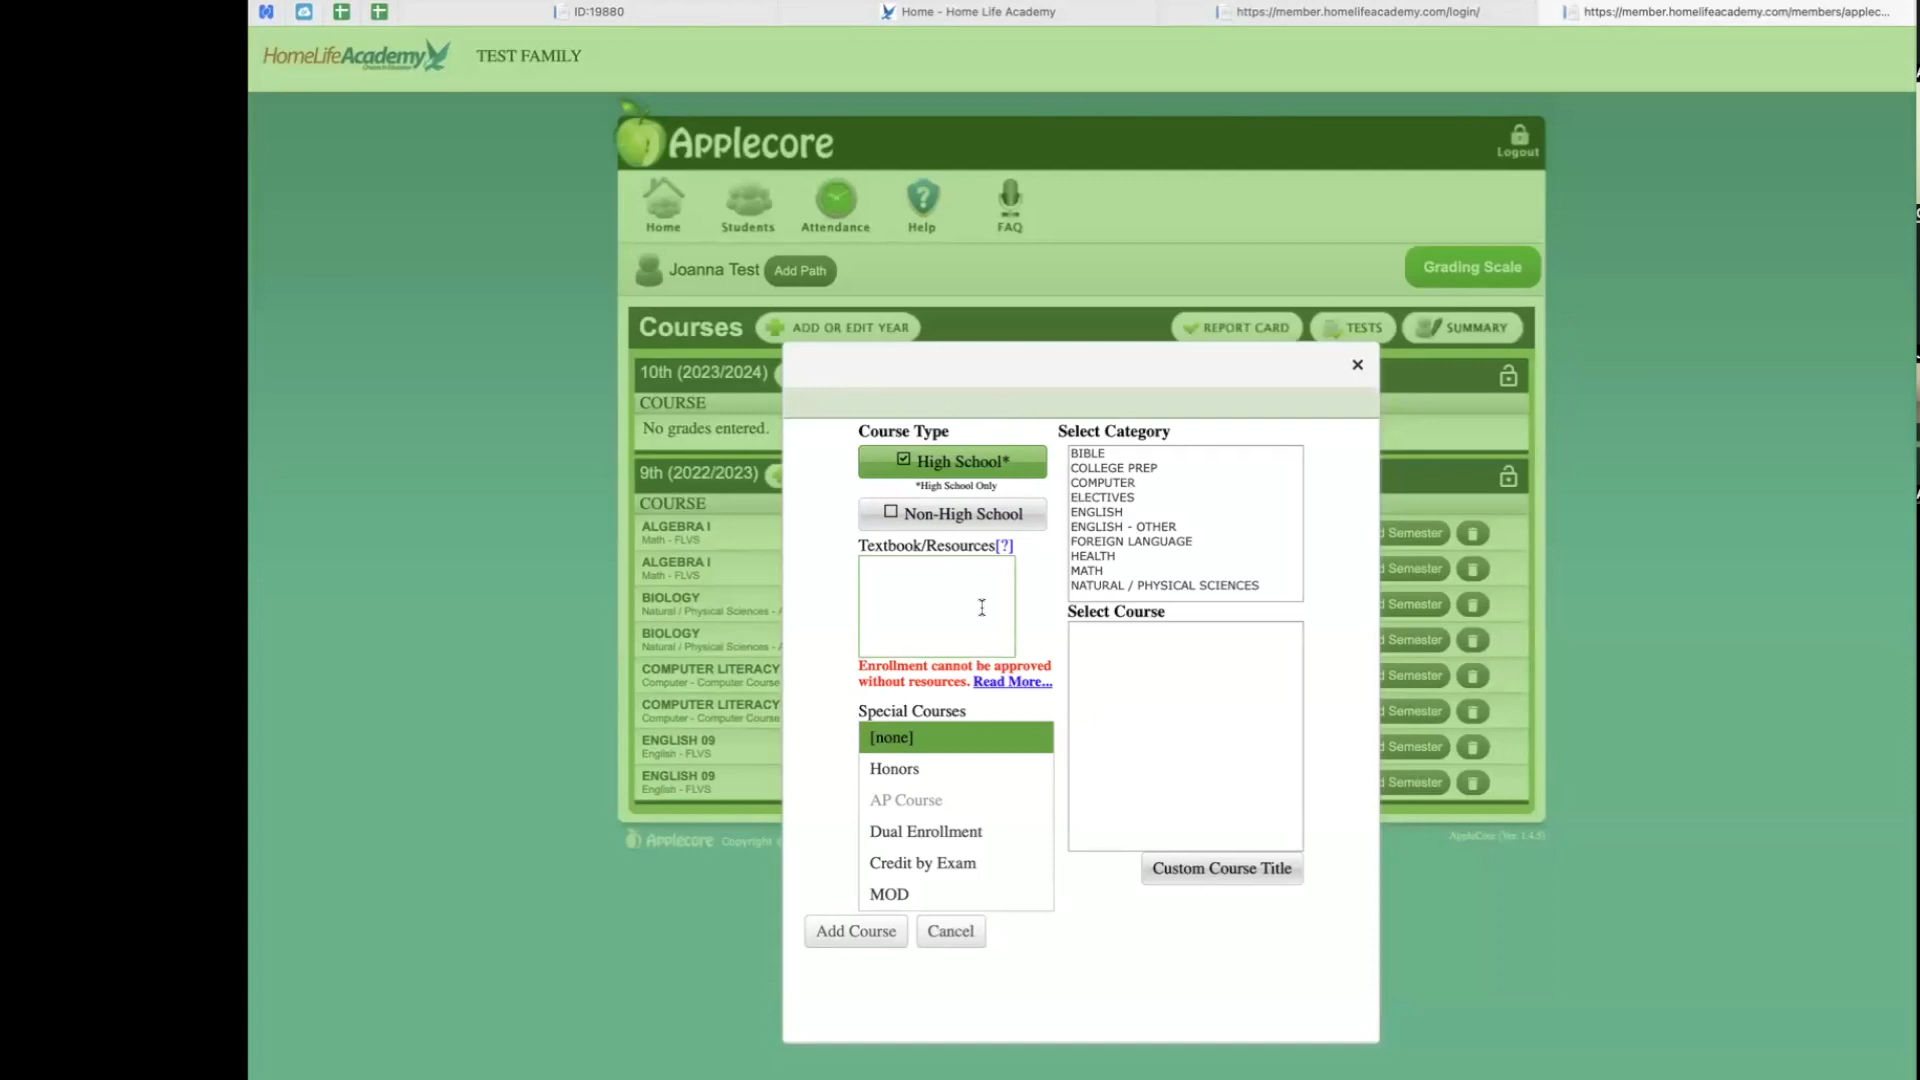 ID:19880
Home - Home Life Academy
https://member.homelifeacademy.com/login/
https://member.homelifeacademy.com/members/applec...
HomeLifeAcademy
TEST FAMILY
Applecore
Logout
Home
Students
Attendance
Help
FAQ
Joanna Test
Add Path
Grading Scale
Courses
ADD OR EDIT YEAR
REPORT CARD
TESTS
SUMMARY
10th (2023/2024)
COURSE
No grades entered.
9th (2022/2023)
COURSE
ALGEBRA I
Math - FLVS
d Semester
ALGEBRA I
Math - FLVS
d Semester
BIOLOGY
Natural / Physical Sciences - A
d Semester
BIOLOGY
Natural / Physical Sciences - A
d Semester
COMPUTER LITERACY
Computer - Computer Course
d Semester
COMPUTER LITERACY
Computer - Computer Course
d Semester
ENGLISH 09
English - FLVS
d Semester
ENGLISH 09
English - FLVS
d Semester
Applecore Copyright
AppleCore (Ver. 1.4.5)
×
Course Type
High School*
*High School Only
Non-High School
Textbook/Resources[?]
Enrollment cannot be approved
without resources. Read More...
Special Courses
[none]
Honors
AP Course
Dual Enrollment
Credit by Exam
MOD
Add Course
Cancel
Select Category
BIBLE
COLLEGE PREP
COMPUTER
ELECTIVES
ENGLISH
ENGLISH - OTHER
FOREIGN LANGUAGE
HEALTH
MATH
NATURAL / PHYSICAL SCIENCES
Select Course
Custom Course Title